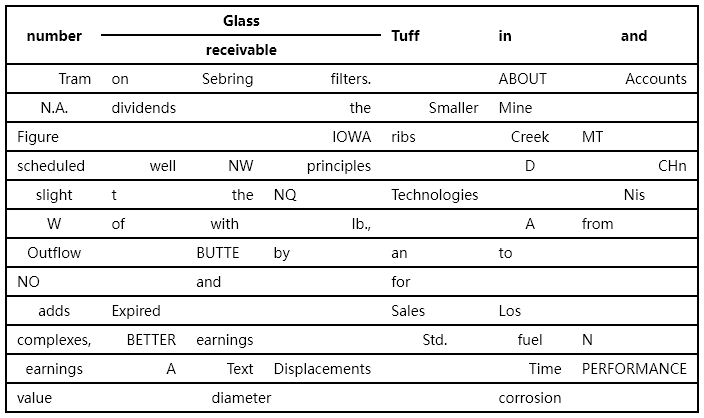 number Glass receivable Tuff in and
Tram on Sebring filters. ABOUT Accounts
N.A. dividends the Smaller Mine
Figure IOWA ribs Creek MT
scheduled well NW principles D CHn
slight t the NQ Technologies Nis
W of with lb., A from
Outflow BUTTE by an to
NO and for
adds Expired Sales Los
complexes, BETTER earnings Std. fuel N
earnings A Text Displacements Time PERFORMANCE
value diameter corrosion